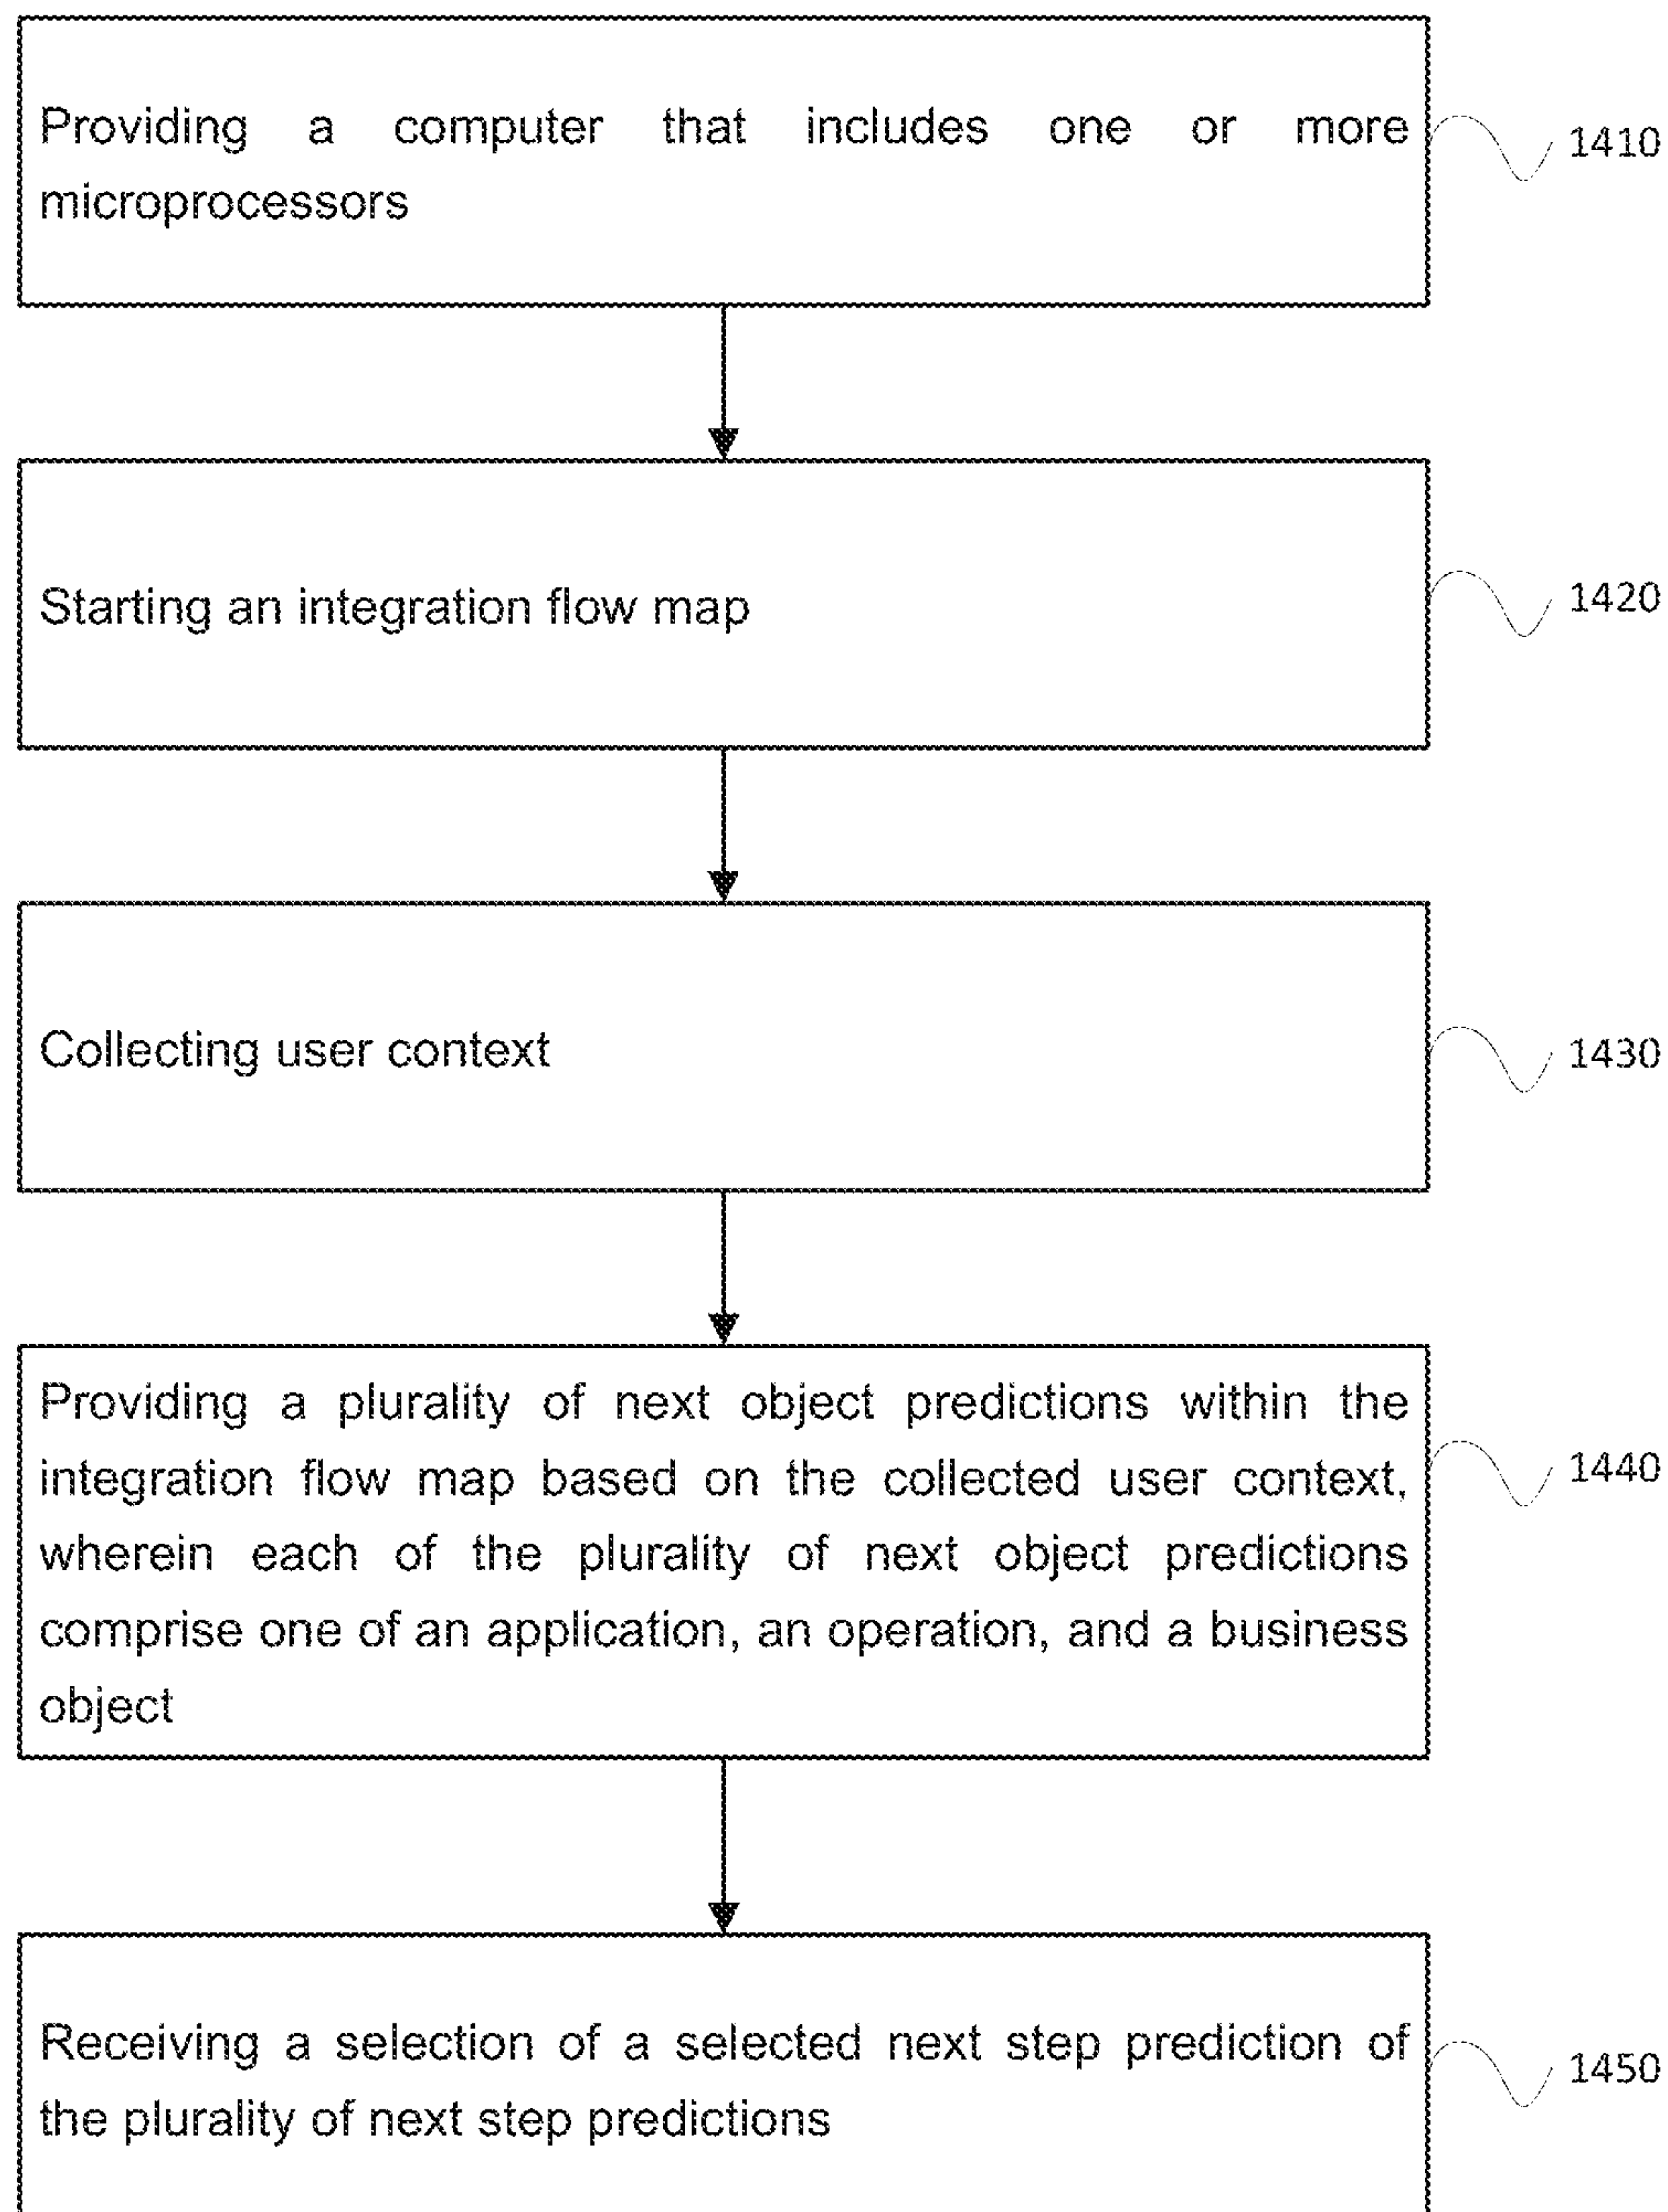 Providing a computer that includes one or more
microprocessors
1410
Starting an integration flow map
1420
Collecting user context
1430
Providing a plurality of next object predictions within the
integration flow map based on the collected user context,
wherein each of the plurality of next object predictions
comprise one of an application, an operation, and a business
object
1440
Receiving a selection of a selected next step prediction of
the plurality of next step predictions
1450